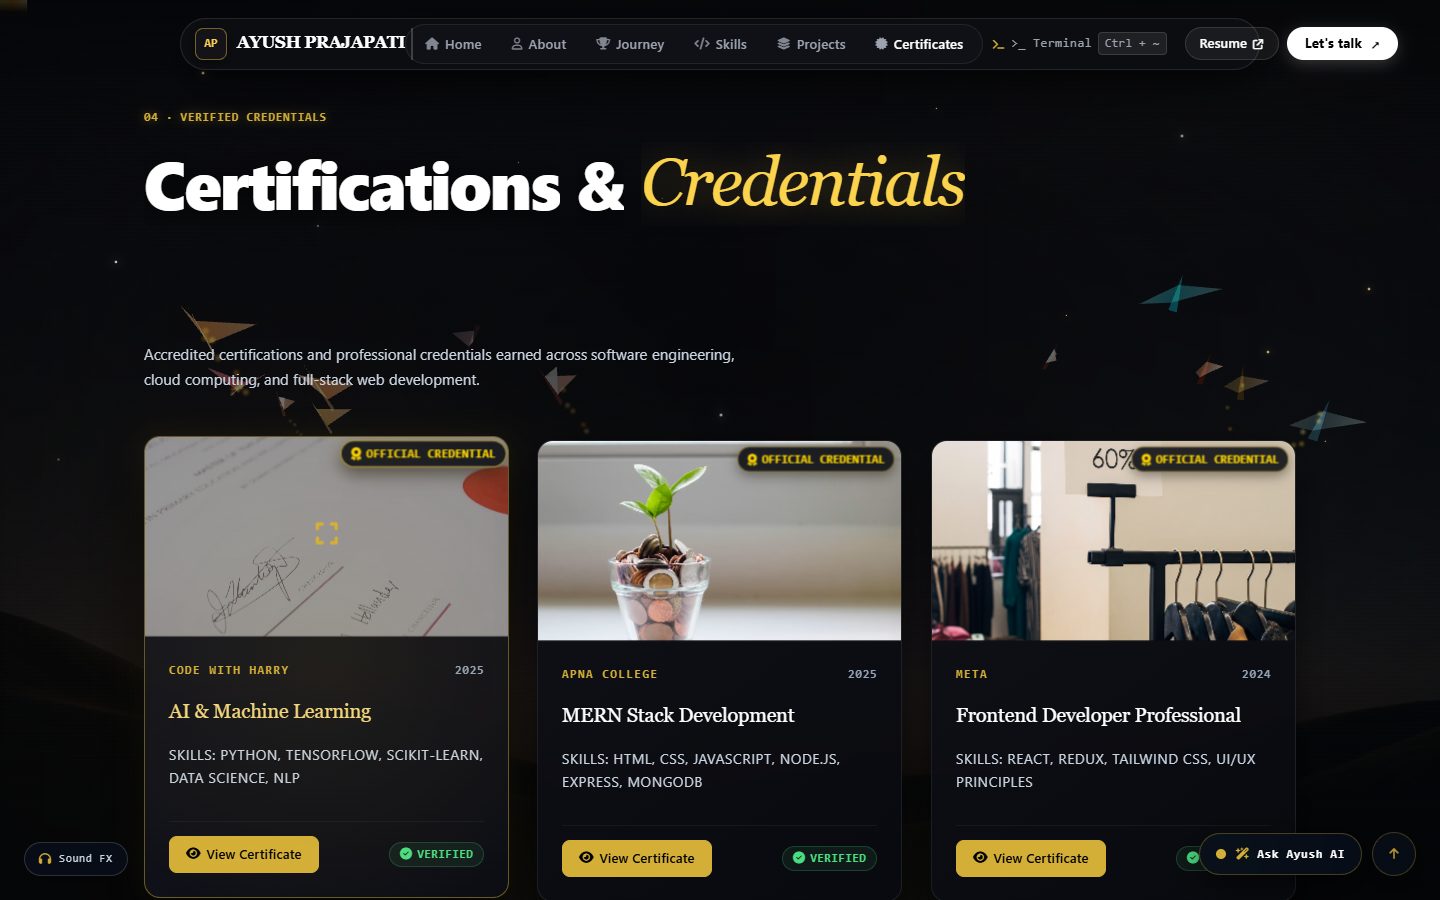 AP AYUSH PRAJAPATI Home About Journey Skills Projects Certificates >_ Terminal Ctrl + ~ Resume Let's talk ↗
04 · VERIFIED CREDENTIALS
Certifications & Credentials
Accredited certifications and professional credentials earned across software engineering,
cloud computing, and full-stack web development.
OFFICIAL CREDENTIAL
CODE WITH HARRY 2025
AI & Machine Learning
SKILLS: PYTHON, TENSORFLOW, SCIKIT-LEARN,
DATA SCIENCE, NLP
View Certificate VERIFIED
OFFICIAL CREDENTIAL
APNA COLLEGE 2025
MERN Stack Development
SKILLS: HTML, CSS, JAVASCRIPT, NODE.JS,
EXPRESS, MONGODB
View Certificate VERIFIED
60%
OFFICIAL CREDENTIAL
META 2024
Frontend Developer Professional
SKILLS: REACT, REDUX, TAILWIND CSS, UI/UX
PRINCIPLES
View Certificate
Sound FX
Ask Ayush AI